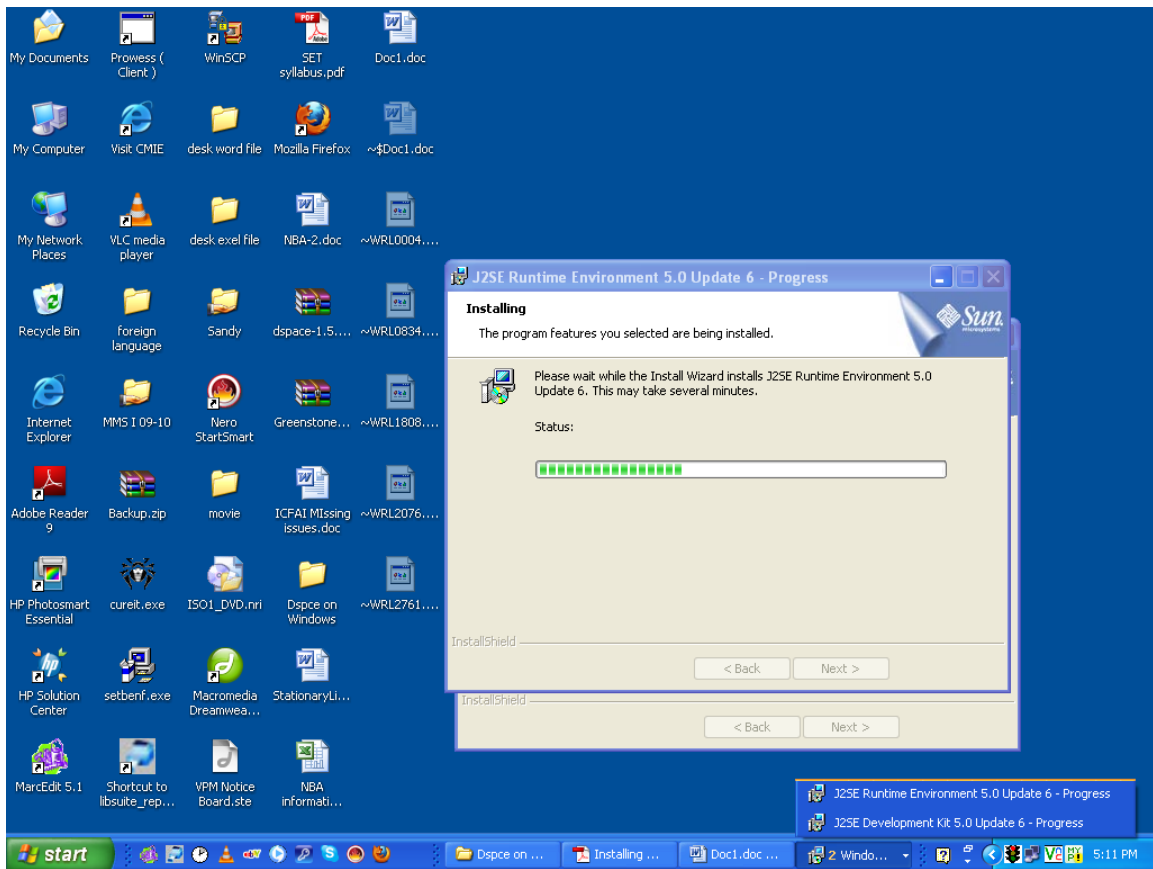 My Documents
Prowess (
Client )
WinSCP
PDF
Adobe
SET
syllabus.pdf
Doc1.doc
My Computer
Visit CMIE
desk word file
Mozilla Firefox
~$Doc1.doc
My Network
Places
VLC media
player
desk exel file
NBA-2.doc
~WRL0004....
Recycle Bin
foreign
language
Sandy
dspace-1.5....
~WRL0834....
Internet
Explorer
MMS I 09-10
Nero
StartSmart
Greenstone...
~WRL1808....
Adobe Reader
9
Backup.zip
movie
ICFAI MIssing
issues.doc
~WRL2076....
HP Photosmart
Essential
cureit.exe
ISO1_DVD.nri
Dspce on
Windows
~WRL2761....
hp
HP Solution
Center
setbenf.exe
Macromedia
Dreamwea...
StationaryLi...
MarcEdit 5.1
Shortcut to
libsuite_rep...
VPM Notice
Board.ste
NBA
informati...
J2SE Runtime Environment 5.0 Update 6 - Progress
Installing
The program features you selected are being installed.
Sun
microsystems
Please wait while the Install Wizard installs J2SE Runtime Environment 5.0
Update 6. This may take several minutes.
Status:
InstallShield
< Back
Next >
InstallShield
< Back
Next >
J2SE Runtime Environment 5.0 Update 6 - Progress
J2SE Development Kit 5.0 Update 6 - Progress
start
Dspce on ...
Installing ...
Doc1.doc ...
2 Windo...
5:11 PM